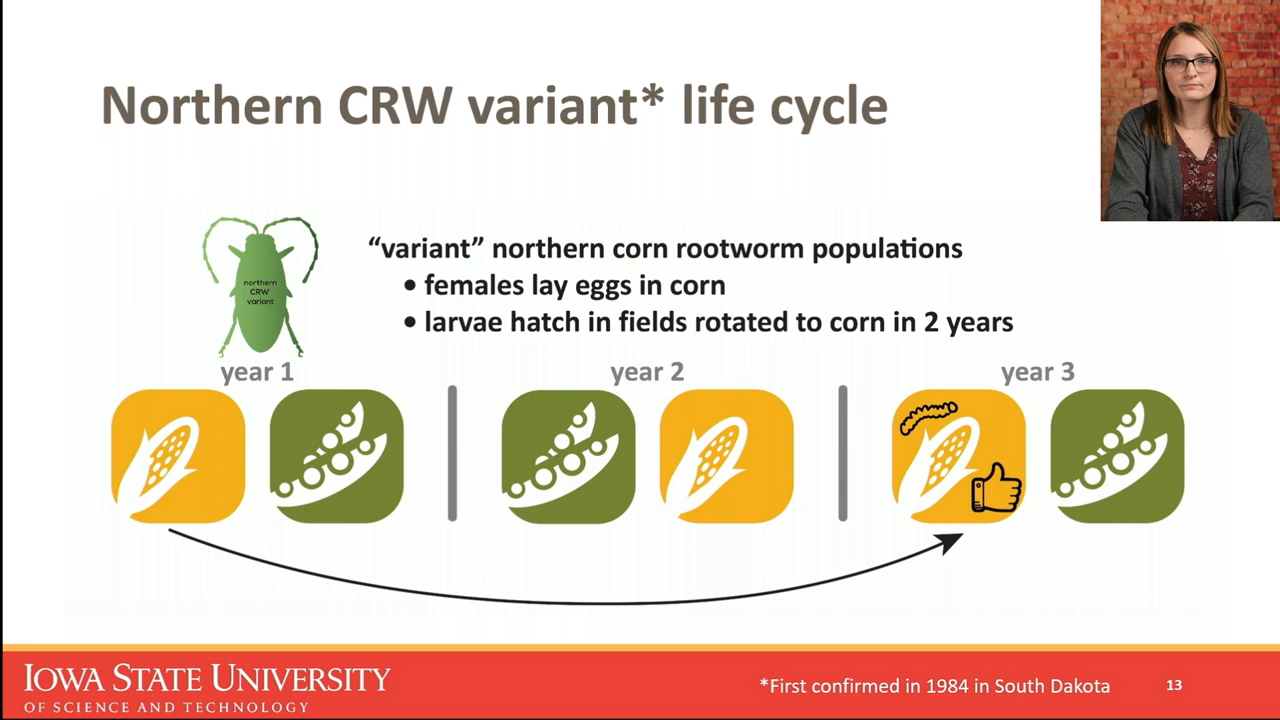 Northern CRW variant* life cycle
northern
CRW
variant
“variant” northern corn rootworm populations
• females lay eggs in corn
• larvae hatch in fields rotated to corn in 2 years
year 1
year 2
year 3
IOWA STATE UNIVERSITY
OF SCIENCE AND TECHNOLOGY
*First confirmed in 1984 in South Dakota
13